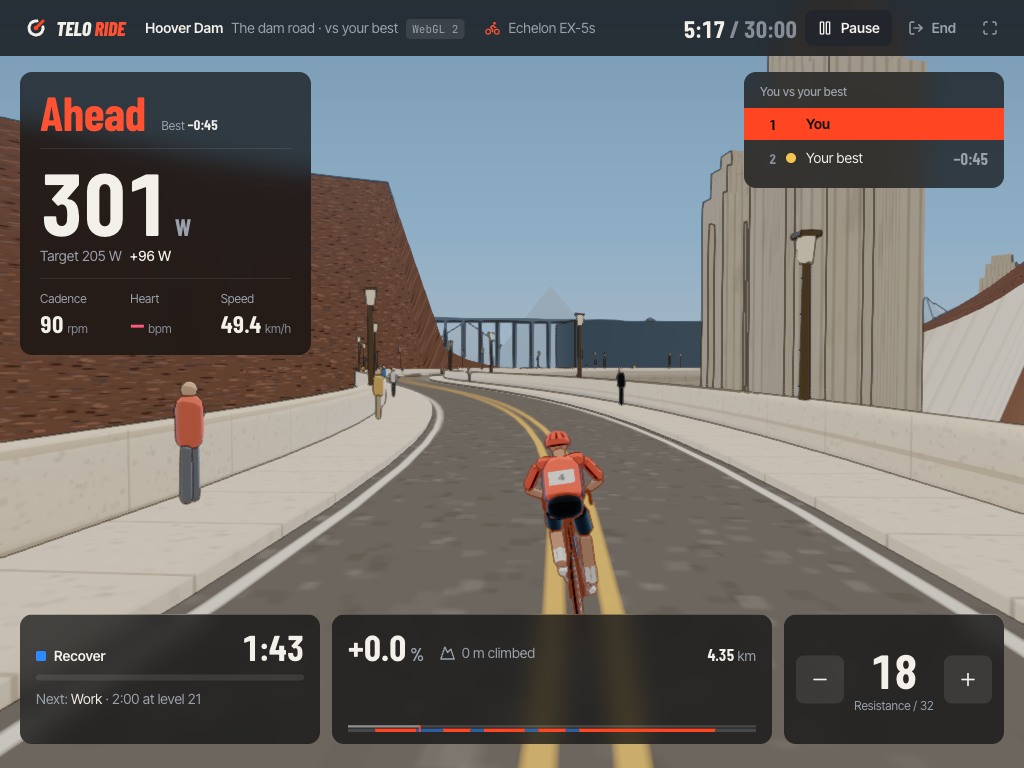 TELO RIDE Hoover Dam The dam road · vs your best WebGL 2 Echelon EX-5s 5:17 / 30:00 Pause End
Ahead Best −0:45
301 W
Target 205 W +96 W
Cadence Heart Speed
90 rpm — bpm 49.4 km/h
You vs your best
1 You
2 Your best −0:45
4
Recover 1:43
Next: Work · 2:00 at level 21
+0.0 % 0 m climbed 4.35 km
− 18 +
Resistance / 32